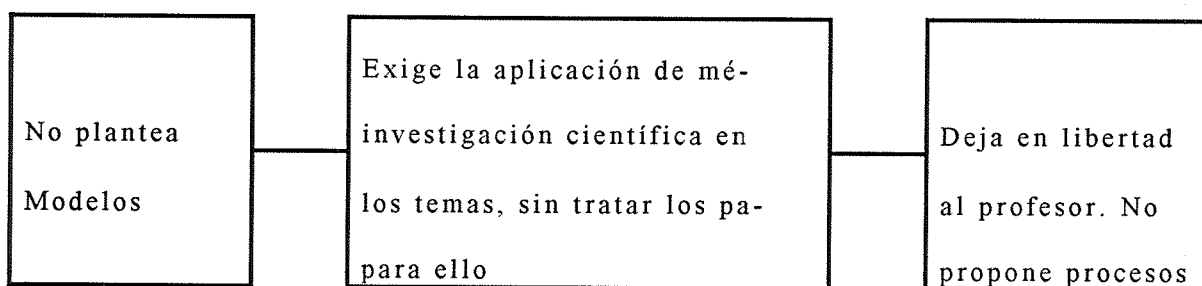 No plantea
Modelos
Exige la aplicación de mé-
investigación científica en
los temas, sin tratar los pa-
para ello
Deja en libertad
al profesor. No
propone procesos